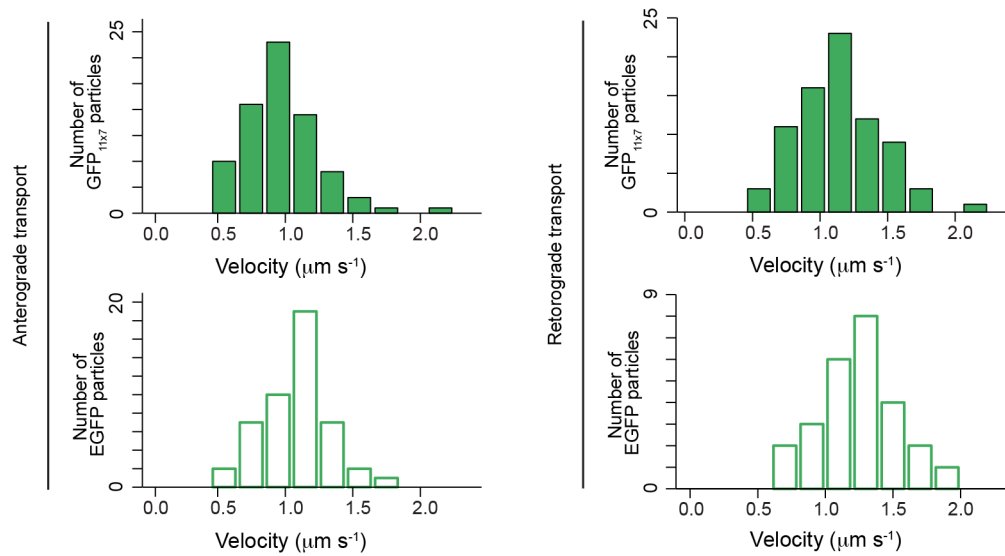 Anterograde transport
Number of
GFP11x7 particles
25
0
0.0 0.5 1.0 1.5 2.0
Velocity (μm s-1)
Number of
EGFP particles
20
0
0.0 0.5 1.0 1.5 2.0
Velocity (μm s-1)
Retorograde transport
Number of
GFP11x7 particles
25
0
0.0 0.5 1.0 1.5 2.0
Velocity (μm s-1)
Number of
EGFP particles
9
0
0.0 0.5 1.0 1.5 2.0
Velocity (μm s-1)